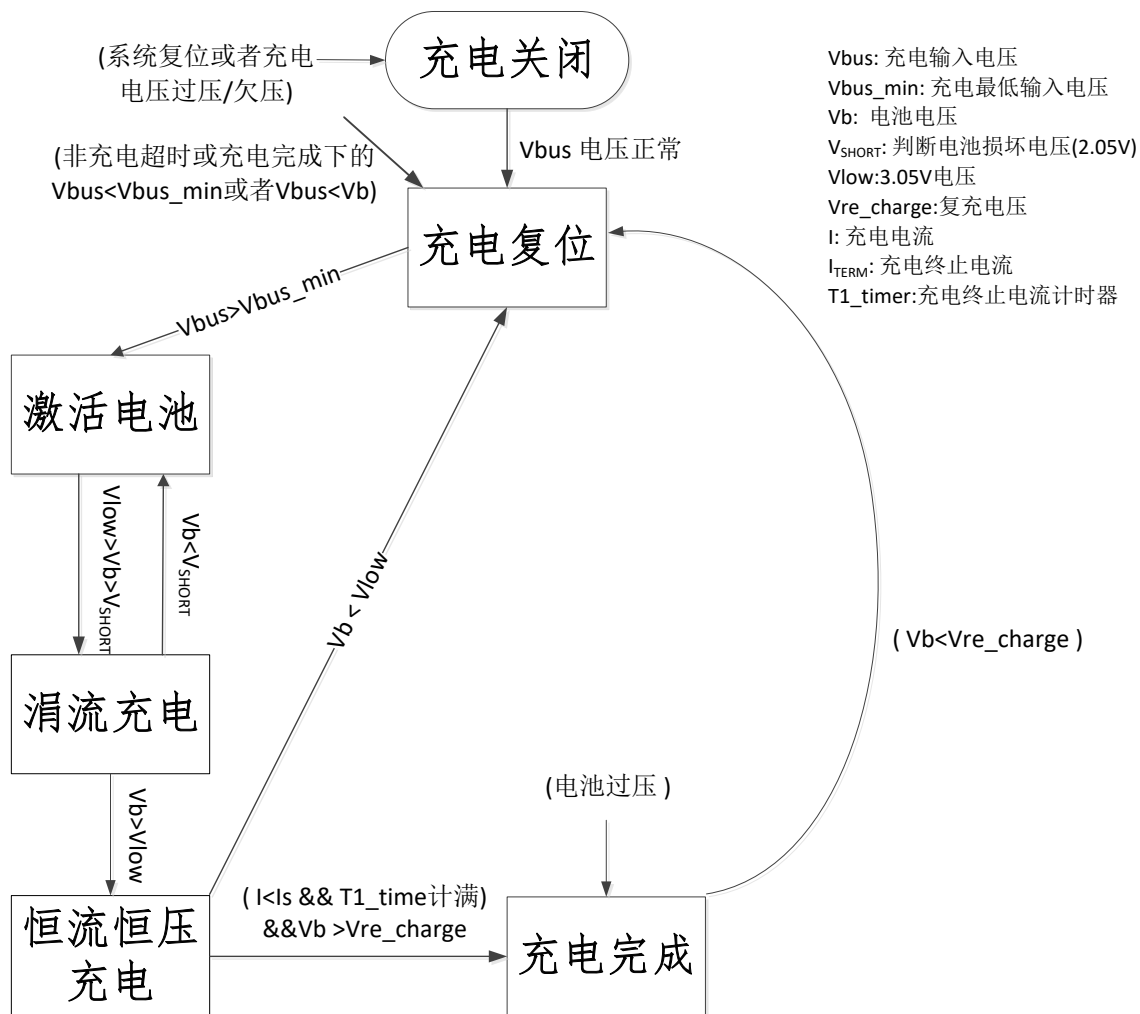 (系统复位或者充电
电压过压/欠压)
充电关闭
Vbus: 充电输入电压
Vbus_min: 充电最低输入电压
Vb: 电池电压
V_SHORT: 判断电池损坏电压(2.05V)
Vlow:3.05V电压
Vre_charge:复充电压
I: 充电电流
I_TERM: 充电终止电流
T1_timer:充电终止电流计时器
Vbus 电压正常
(非充电超时或充电完成下的
Vbus<Vbus_min或者Vbus<Vb)
充电复位
Vbus>Vbus_min
激活电池
Vlow>Vb>V_SHORT
Vb<V_SHORT
Vb < Vlow
( Vb<Vre_charge )
涓流充电
Vb>Vlow
(电池过压 )
恒流恒压
充电
( I<Is && T1_time计满)
&&Vb >Vre_charge
充电完成